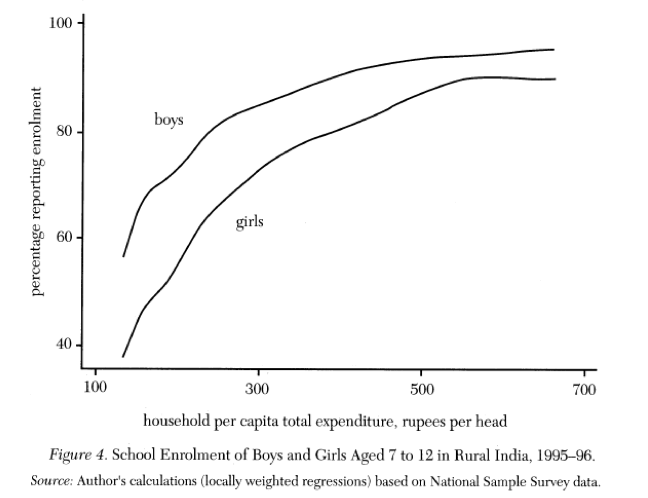 100
80
60
40
percentage reporting enrolment
boys
girls
100 300 500 700
household per capita total expenditure, rupees per head
Figure 4. School Enrolment of Boys and Girls Aged 7 to 12 in Rural India, 1995–96.
Source: Author's calculations (locally weighted regressions) based on National Sample Survey data.